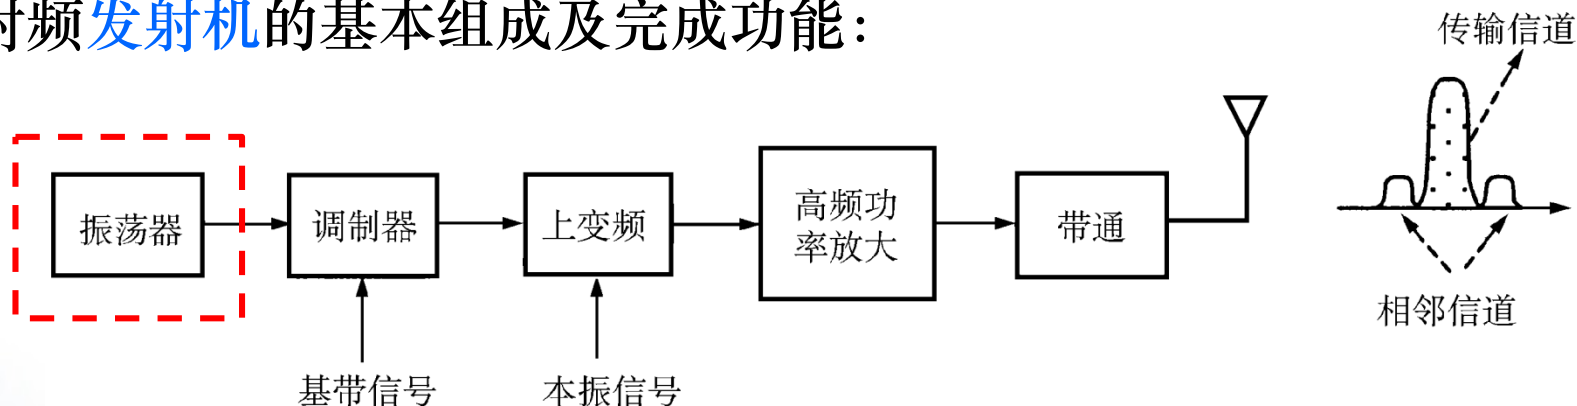 射频发射机的基本组成及完成功能：
传输信道
振荡器
调制器
上变频
高频功
率放大
带通
相邻信道
基带信号
本振信号